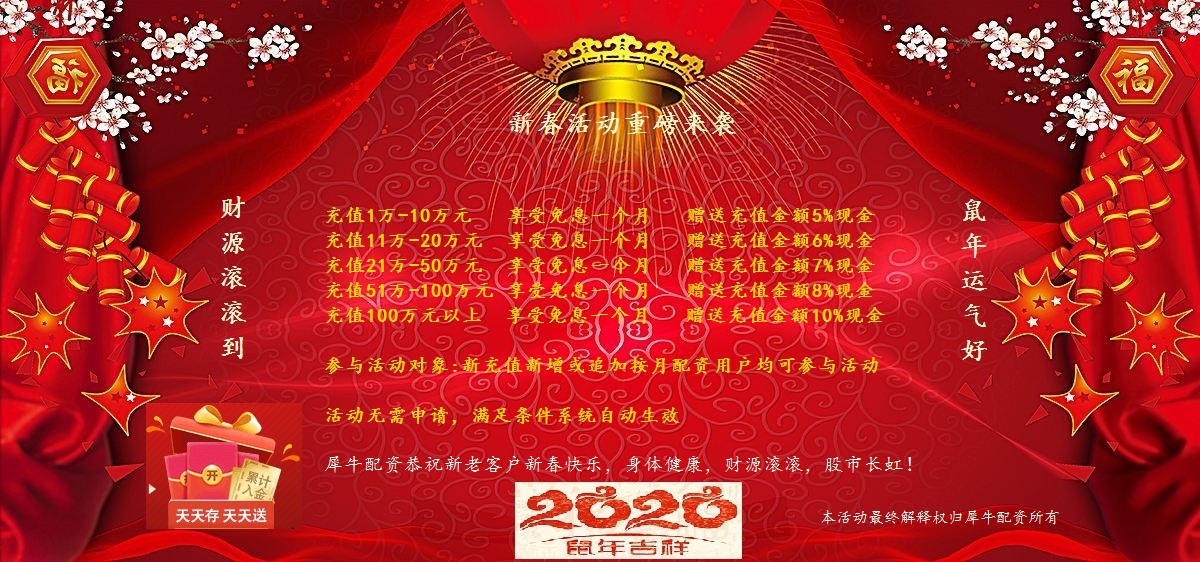 福
福
新春活动重磅来袭
财源滚滚到
鼠年运气好
充值1万-10万元 享受免息一个月 赠送充值金额5%现金
充值11万-20万元 享受免息一个月 赠送充值金额6%现金
充值21万-50万元 享受免息一个月 赠送充值金额7%现金
充值51万-100万元 享受免息一个月 赠送充值金额8%现金
充值100万元以上 享受免息一个月 赠送充值金额10%现金
参与活动对象:新充值新增或追加按月配资用户均可参与活动
活动无需申请，满足条件系统自动生效
犀牛配资恭祝新老客户新春快乐，身体健康，财源滚滚，股市长虹！
开
累计
入金
天天存 天天送
2020
鼠年吉祥
本活动最终解释权归犀牛配资所有